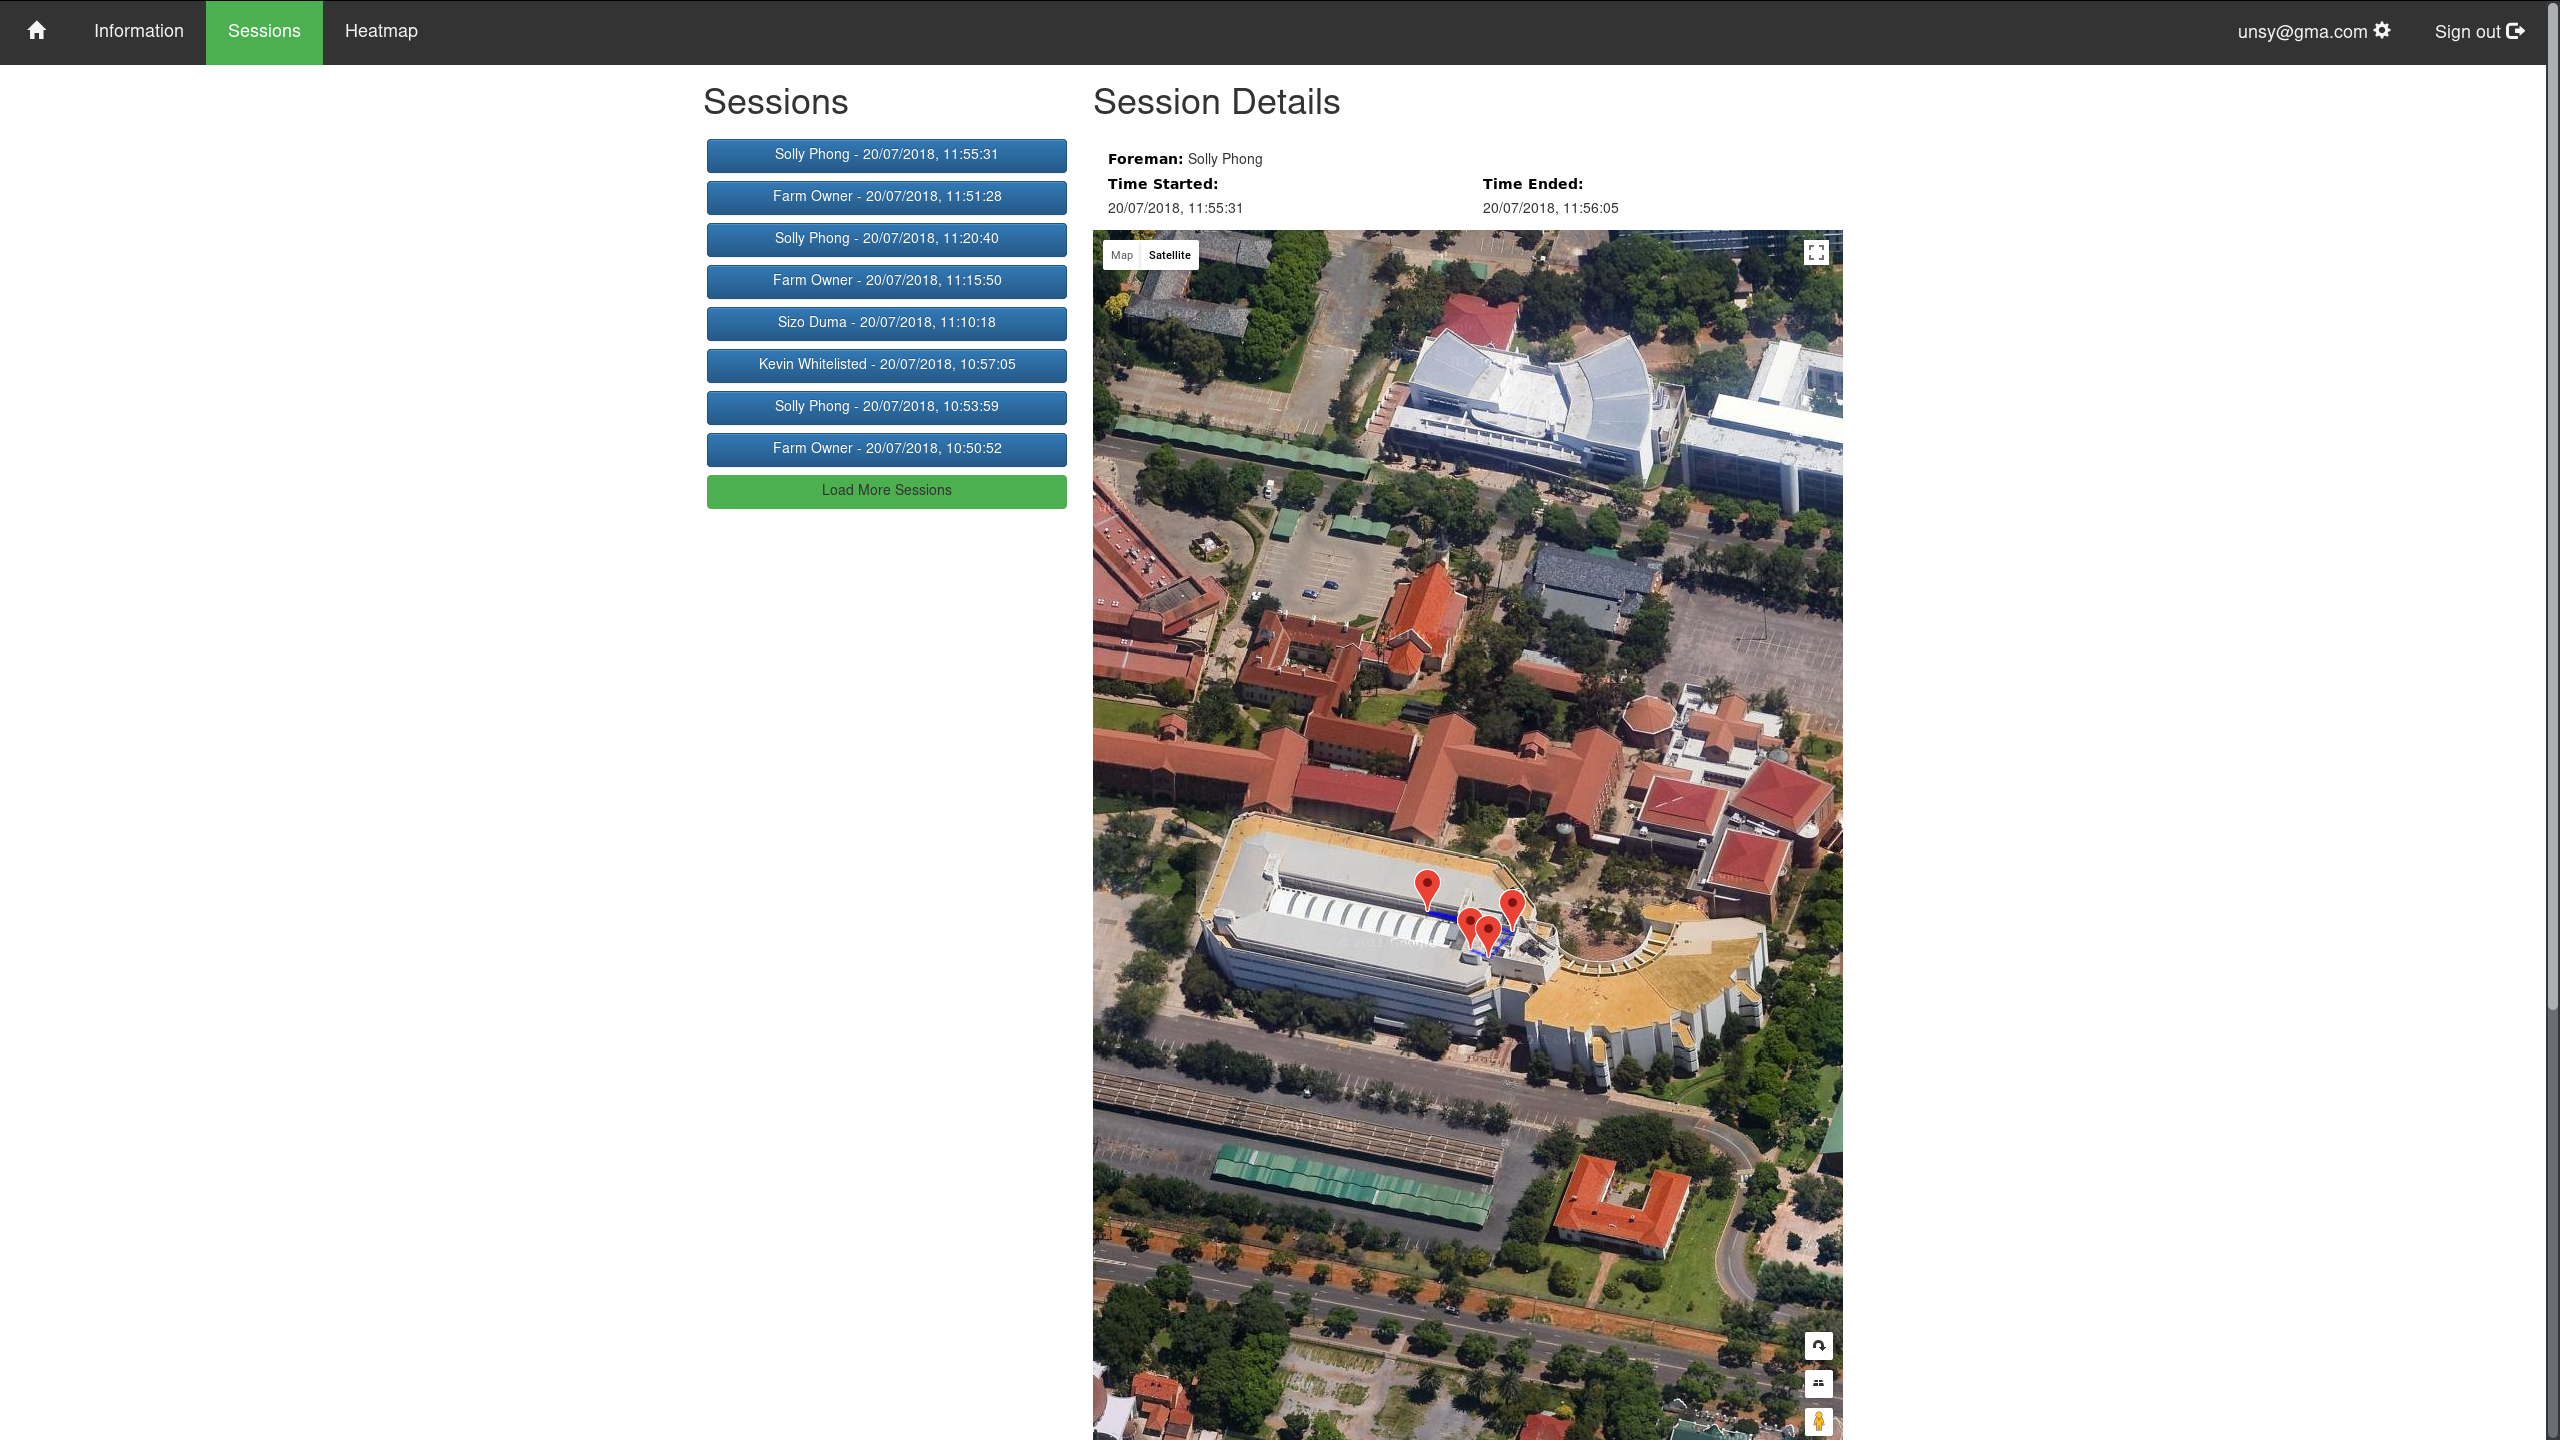 Information
Sessions
Heatmap
unsy@gma.com
Sign out
Sessions
Solly Phong - 20/07/2018, 11:55:31
Farm Owner - 20/07/2018, 11:51:28
Solly Phong - 20/07/2018, 11:20:40
Farm Owner - 20/07/2018, 11:15:50
Sizo Duma - 20/07/2018, 11:10:18
Kevin Whitelisted - 20/07/2018, 10:57:05
Solly Phong - 20/07/2018, 10:53:59
Farm Owner - 20/07/2018, 10:50:52
Load More Sessions
Session Details
Foreman: Solly Phong
Time Started:
Time Ended:
20/07/2018, 11:55:31
20/07/2018, 11:56:05
Map
Satellite